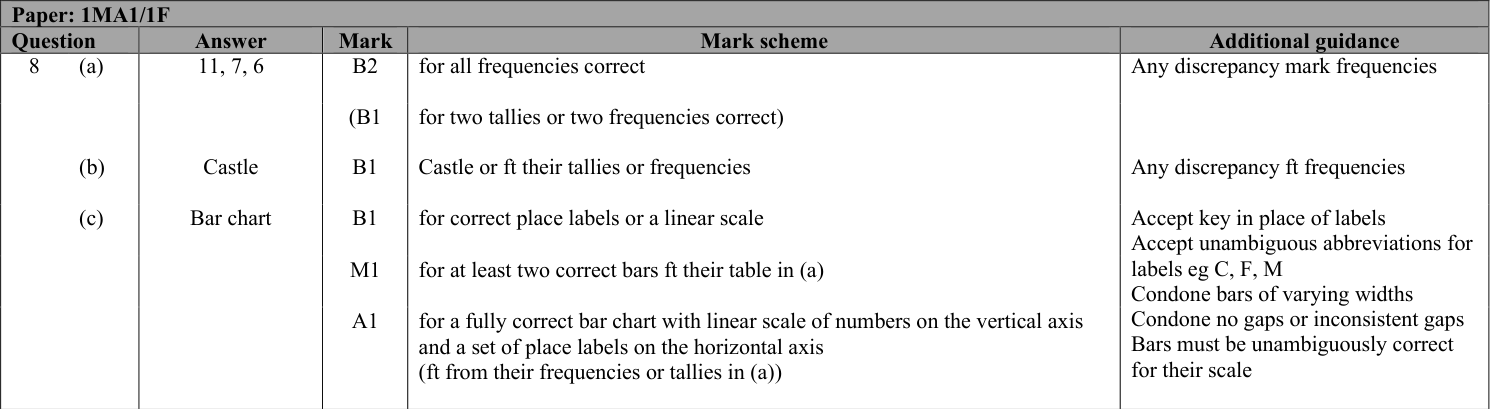 Paper: 1MA1/1F
Question Answer Mark Mark scheme Additional guidance
8 (a) 11, 7, 6 B2 for all frequencies correct Any discrepancy mark frequencies
(B1 for two tallies or two frequencies correct)
(b) Castle B1 Castle or ft their tallies or frequencies Any discrepancy ft frequencies
(c) Bar chart B1 for correct place labels or a linear scale Accept key in place of labels
Accept unambiguous abbreviations for
M1 for at least two correct bars ft their table in (a) labels eg C, F, M
Condone bars of varying widths
A1 for a fully correct bar chart with linear scale of numbers on the vertical axis Condone no gaps or inconsistent gaps
and a set of place labels on the horizontal axis Bars must be unambiguously correct
(ft from their frequencies or tallies in (a)) for their scale